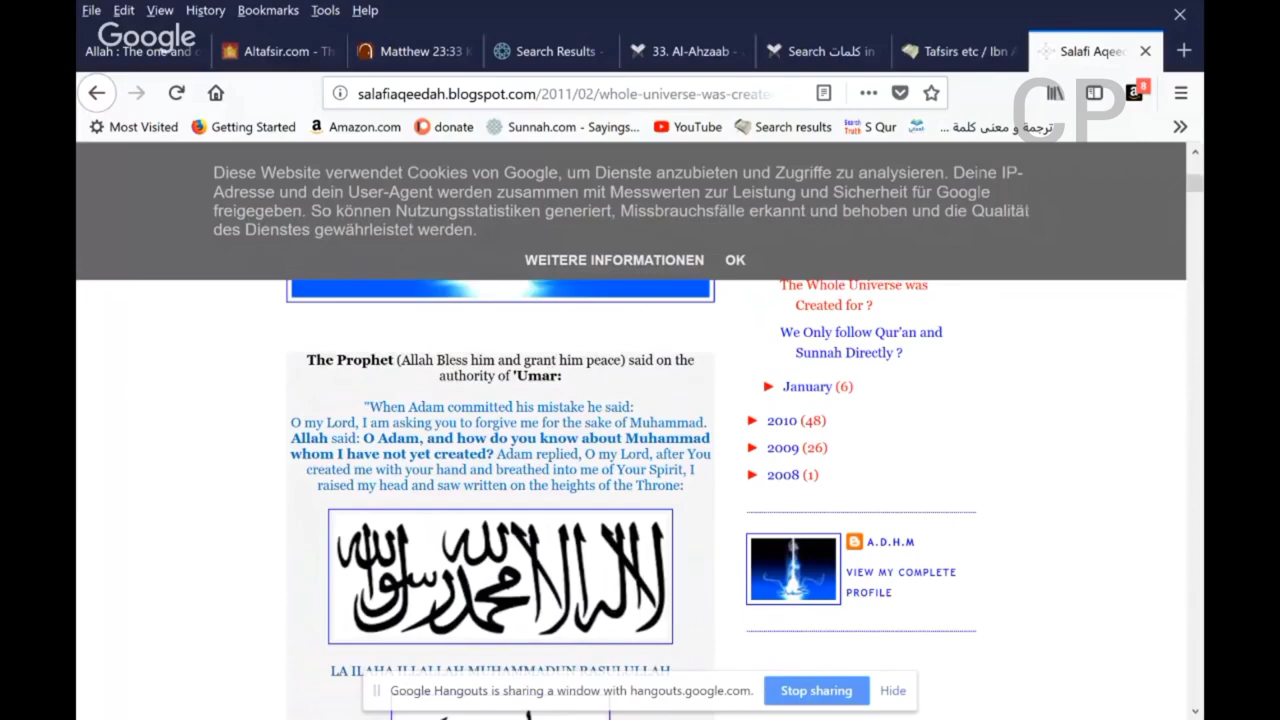 File Edit View History Bookmarks Tools Help
Google
Allah : The one and o
Altafsir.com - Th
Matthew 23:33 K
Search Results -
33. Al-Ahzaab -
Search كلمات in
Tafsirs etc / Ibn A
Salafi Aqee
salafiaqeedah.blogspot.com/2011/02/whole-universe-was-create
8
CP
Most Visited Getting Started Amazon.com donate Sunnah.com - Sayings... YouTube Search results S Qur ترجمة و معنى كلمة ...
Diese Website verwendet Cookies von Google, um Dienste anzubieten und Zugriffe zu analysieren. Deine IP-
Adresse und dein User-Agent werden zusammen mit Messwerten zur Leistung und Sicherheit für Google
freigegeben. So können Nutzungsstatistiken generiert, Missbrauchsfälle erkannt und behoben und die Qualität
des Dienstes gewährleistet werden.
WEITERE INFORMATIONEN OK
The Prophet (Allah Bless him and grant him peace) said on the
authority of 'Umar:
"When Adam committed his mistake he said:
O my Lord, I am asking you to forgive me for the sake of Muhammad.
Allah said: O Adam, and how do you know about Muhammad
whom I have not yet created? Adam replied, O my Lord, after You
created me with your hand and breathed into me of Your Spirit, I
raised my head and saw written on the heights of the Throne:
لا اله الا الله محمد رسول الله
LA ILAHA ILLALLAH MUHAMMADUN RASULULLAH
The Whole Universe was
Created for ?
We Only follow Qur'an and
Sunnah Directly ?
► January (6)
► 2010 (48)
► 2009 (26)
► 2008 (1)
A.D.H.M
VIEW MY COMPLETE
PROFILE
Google Hangouts is sharing a window with hangouts.google.com. Stop sharing Hide